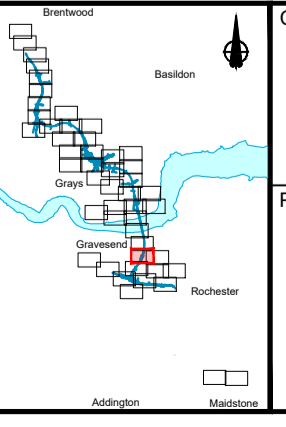 Brentwood
Basildon
Grays
Gravesend
Rochester
Addington
Maidstone